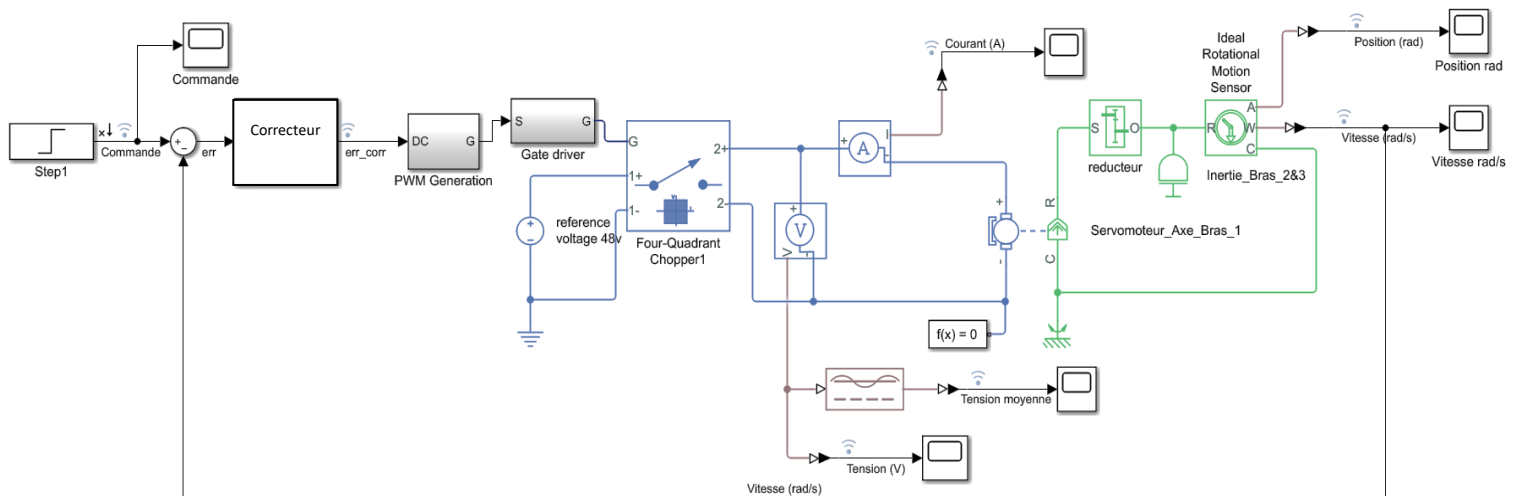 Commande
Step1
x
Commande
+
−
err
Correcteur
err_corr
DC
G
PWM Generation
S
G
Gate driver
G
1+
1-
2+
2-
Four-Quadrant
Chopper1
+
−
reference
voltage 48v
+
A
I
-
Courant (A)
+
V
V
-
+
-
f(x) = 0
R
C
Servomoteur_Axe_Bras_1
S
O
reducteur
Ideal
Rotational
Motion
Sensor
R
A
W
C
Inertie_Bras_2&3
Position (rad)
Position rad
Vitesse (rad/s)
Vitesse rad/s
Tension moyenne
Tension (V)
Vitesse (rad/s)